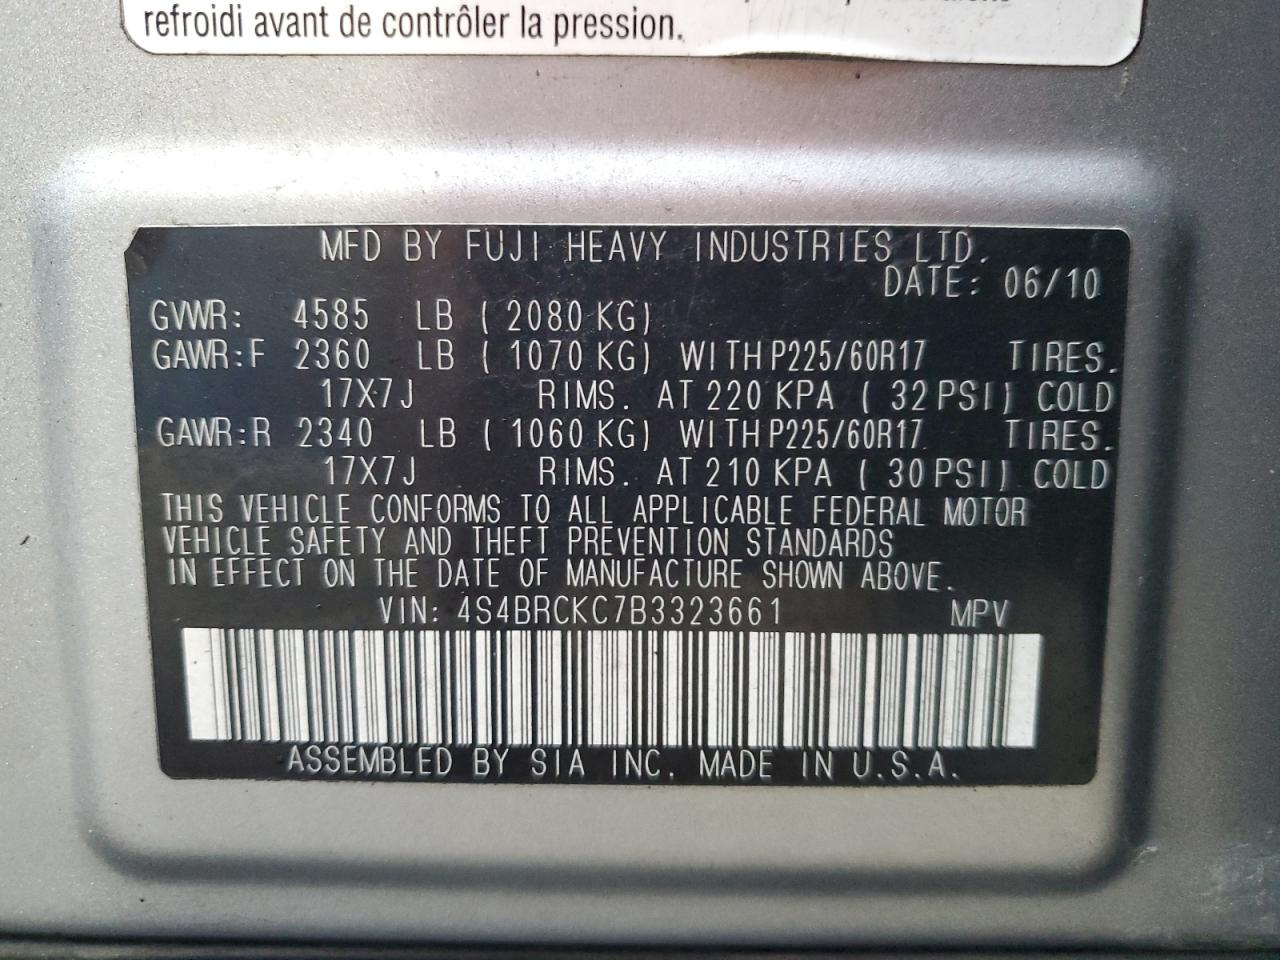 refroidi avant de contrôler la pression.
MFD BY FUJI HEAVY INDUSTRIES LTD.
DATE: 06/10
GVWR: 4585 LB ( 2080 KG)
GAWR:F 2360 LB ( 1070 KG) WITH P225/60R17 TIRES.
17X7J RIMS. AT 220 KPA ( 32 PSI) COLD
GAWR:R 2340 LB ( 1060 KG) WITH P225/60R17 TIRES.
17X7J RIMS. AT 210 KPA ( 30 PSI) COLD
THIS VEHICLE CONFORMS TO ALL APPLICABLE FEDERAL MOTOR
VEHICLE SAFETY AND THEFT PREVENTION STANDARDS
IN EFFECT ON THE DATE OF MANUFACTURE SHOWN ABOVE.
VIN: 4S4BRCKC7B3323661 MPV
ASSEMBLED BY SIA INC. MADE IN U.S.A.